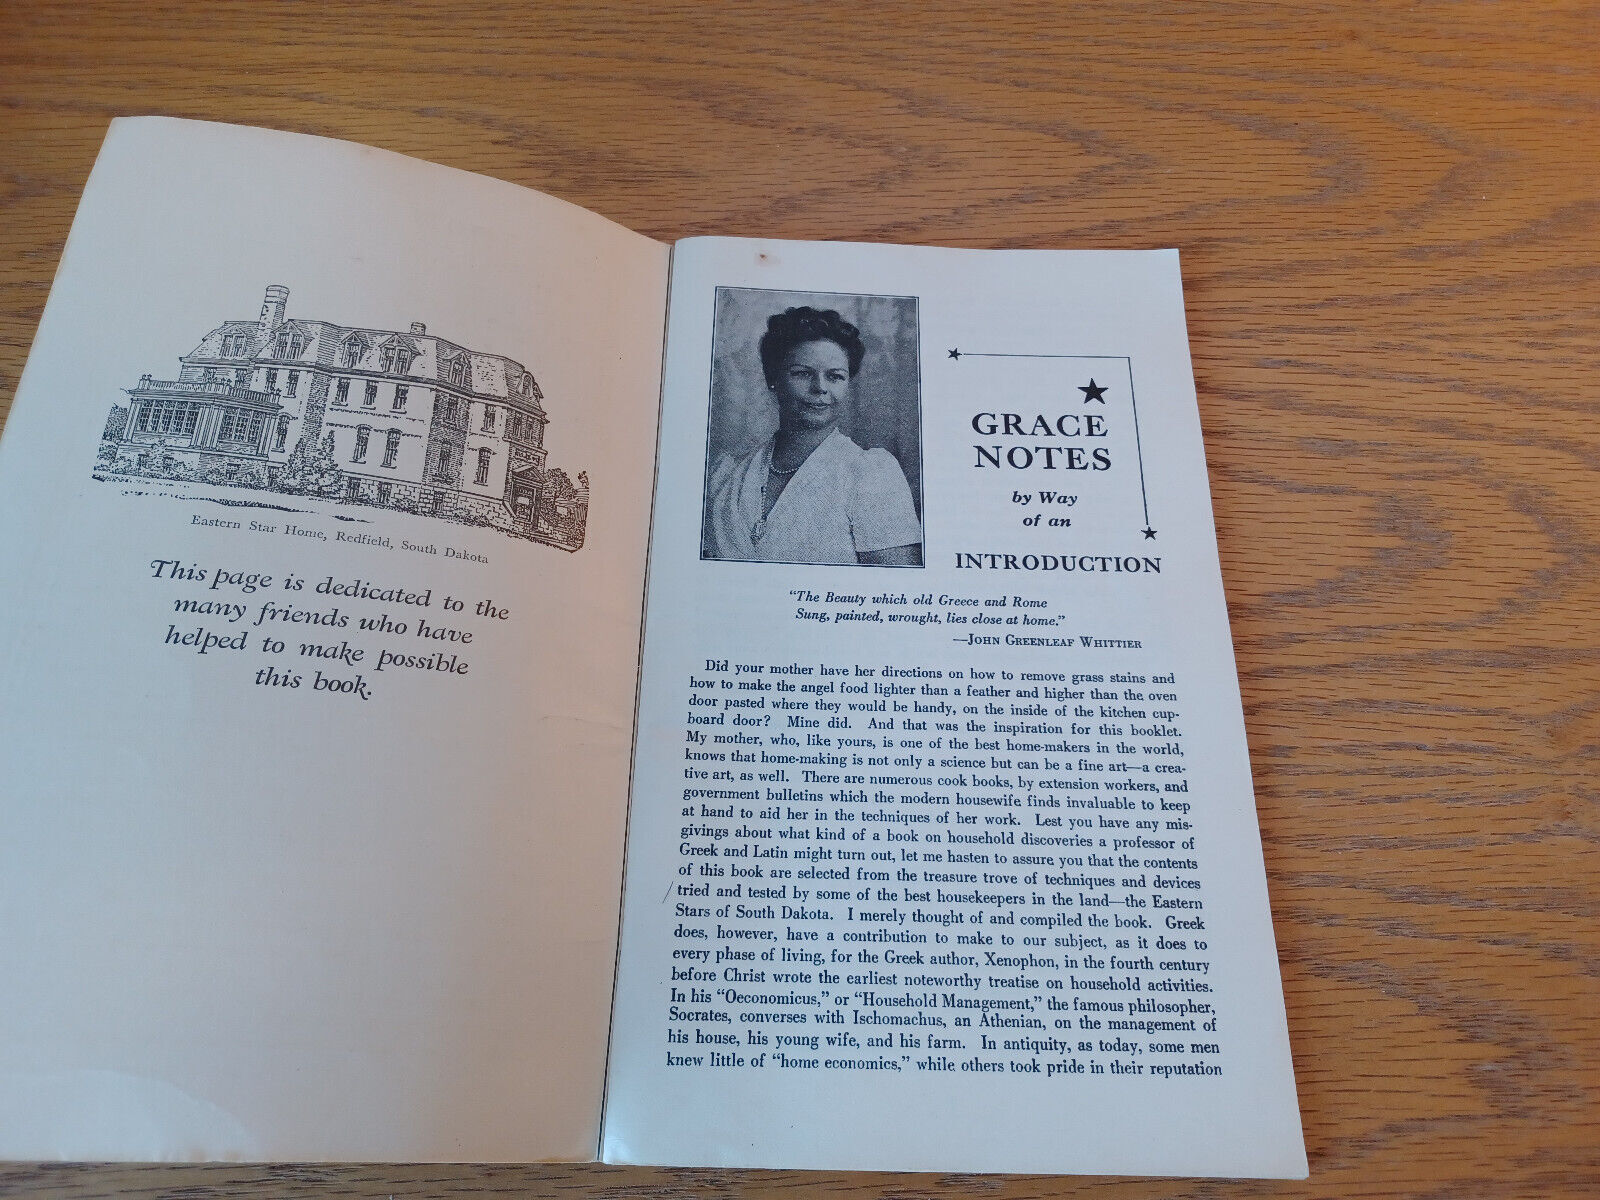 Eastern Star Home, Redfield, South Dakota
This page is dedicated to the
many friends who have
helped to make possible
this book.
GRACE
NOTES
by Way
of an
INTRODUCTION
"The Beauty which old Greece and Rome
Sung, painted, wrought, lies close at home."
—JOHN GREENLEAF WHITTIER
Did your mother have her directions on how to remove grass stains and
how to make the angel food lighter than a feather and higher than the oven
door pasted where they would be handy, on the inside of the kitchen cup-
board door? Mine did. And that was the inspiration for this booklet.
My mother, who, like yours, is one of the best home-makers in the world,
knows that home-making is not only a science but can be a fine art—a crea-
tive art, as well. There are numerous cook books, by extension workers, and
government bulletins which the modern housewife finds invaluable to keep
at hand to aid her in the techniques of her work. Lest you have any mis-
givings about what kind of a book on household discoveries a professor of
Greek and Latin might turn out, let me hasten to assure you that the contents
of this book are selected from the treasure trove of techniques and devices
tried and tested by some of the best housekeepers in the land—the Eastern
Stars of South Dakota. I merely thought of and compiled the book. Greek
does, however, have a contribution to make to our subject, as it does to
every phase of living, for the Greek author, Xenophon, in the fourth century
before Christ wrote the earliest noteworthy treatise on household activities.
In his "Oeconomicus," or "Household Management," the famous philosopher,
Socrates, converses with Ischomachus, an Athenian, on the management of
his house, his young wife, and his farm. In antiquity, as today, some men
knew little of "home economics," while others took pride in their reputation